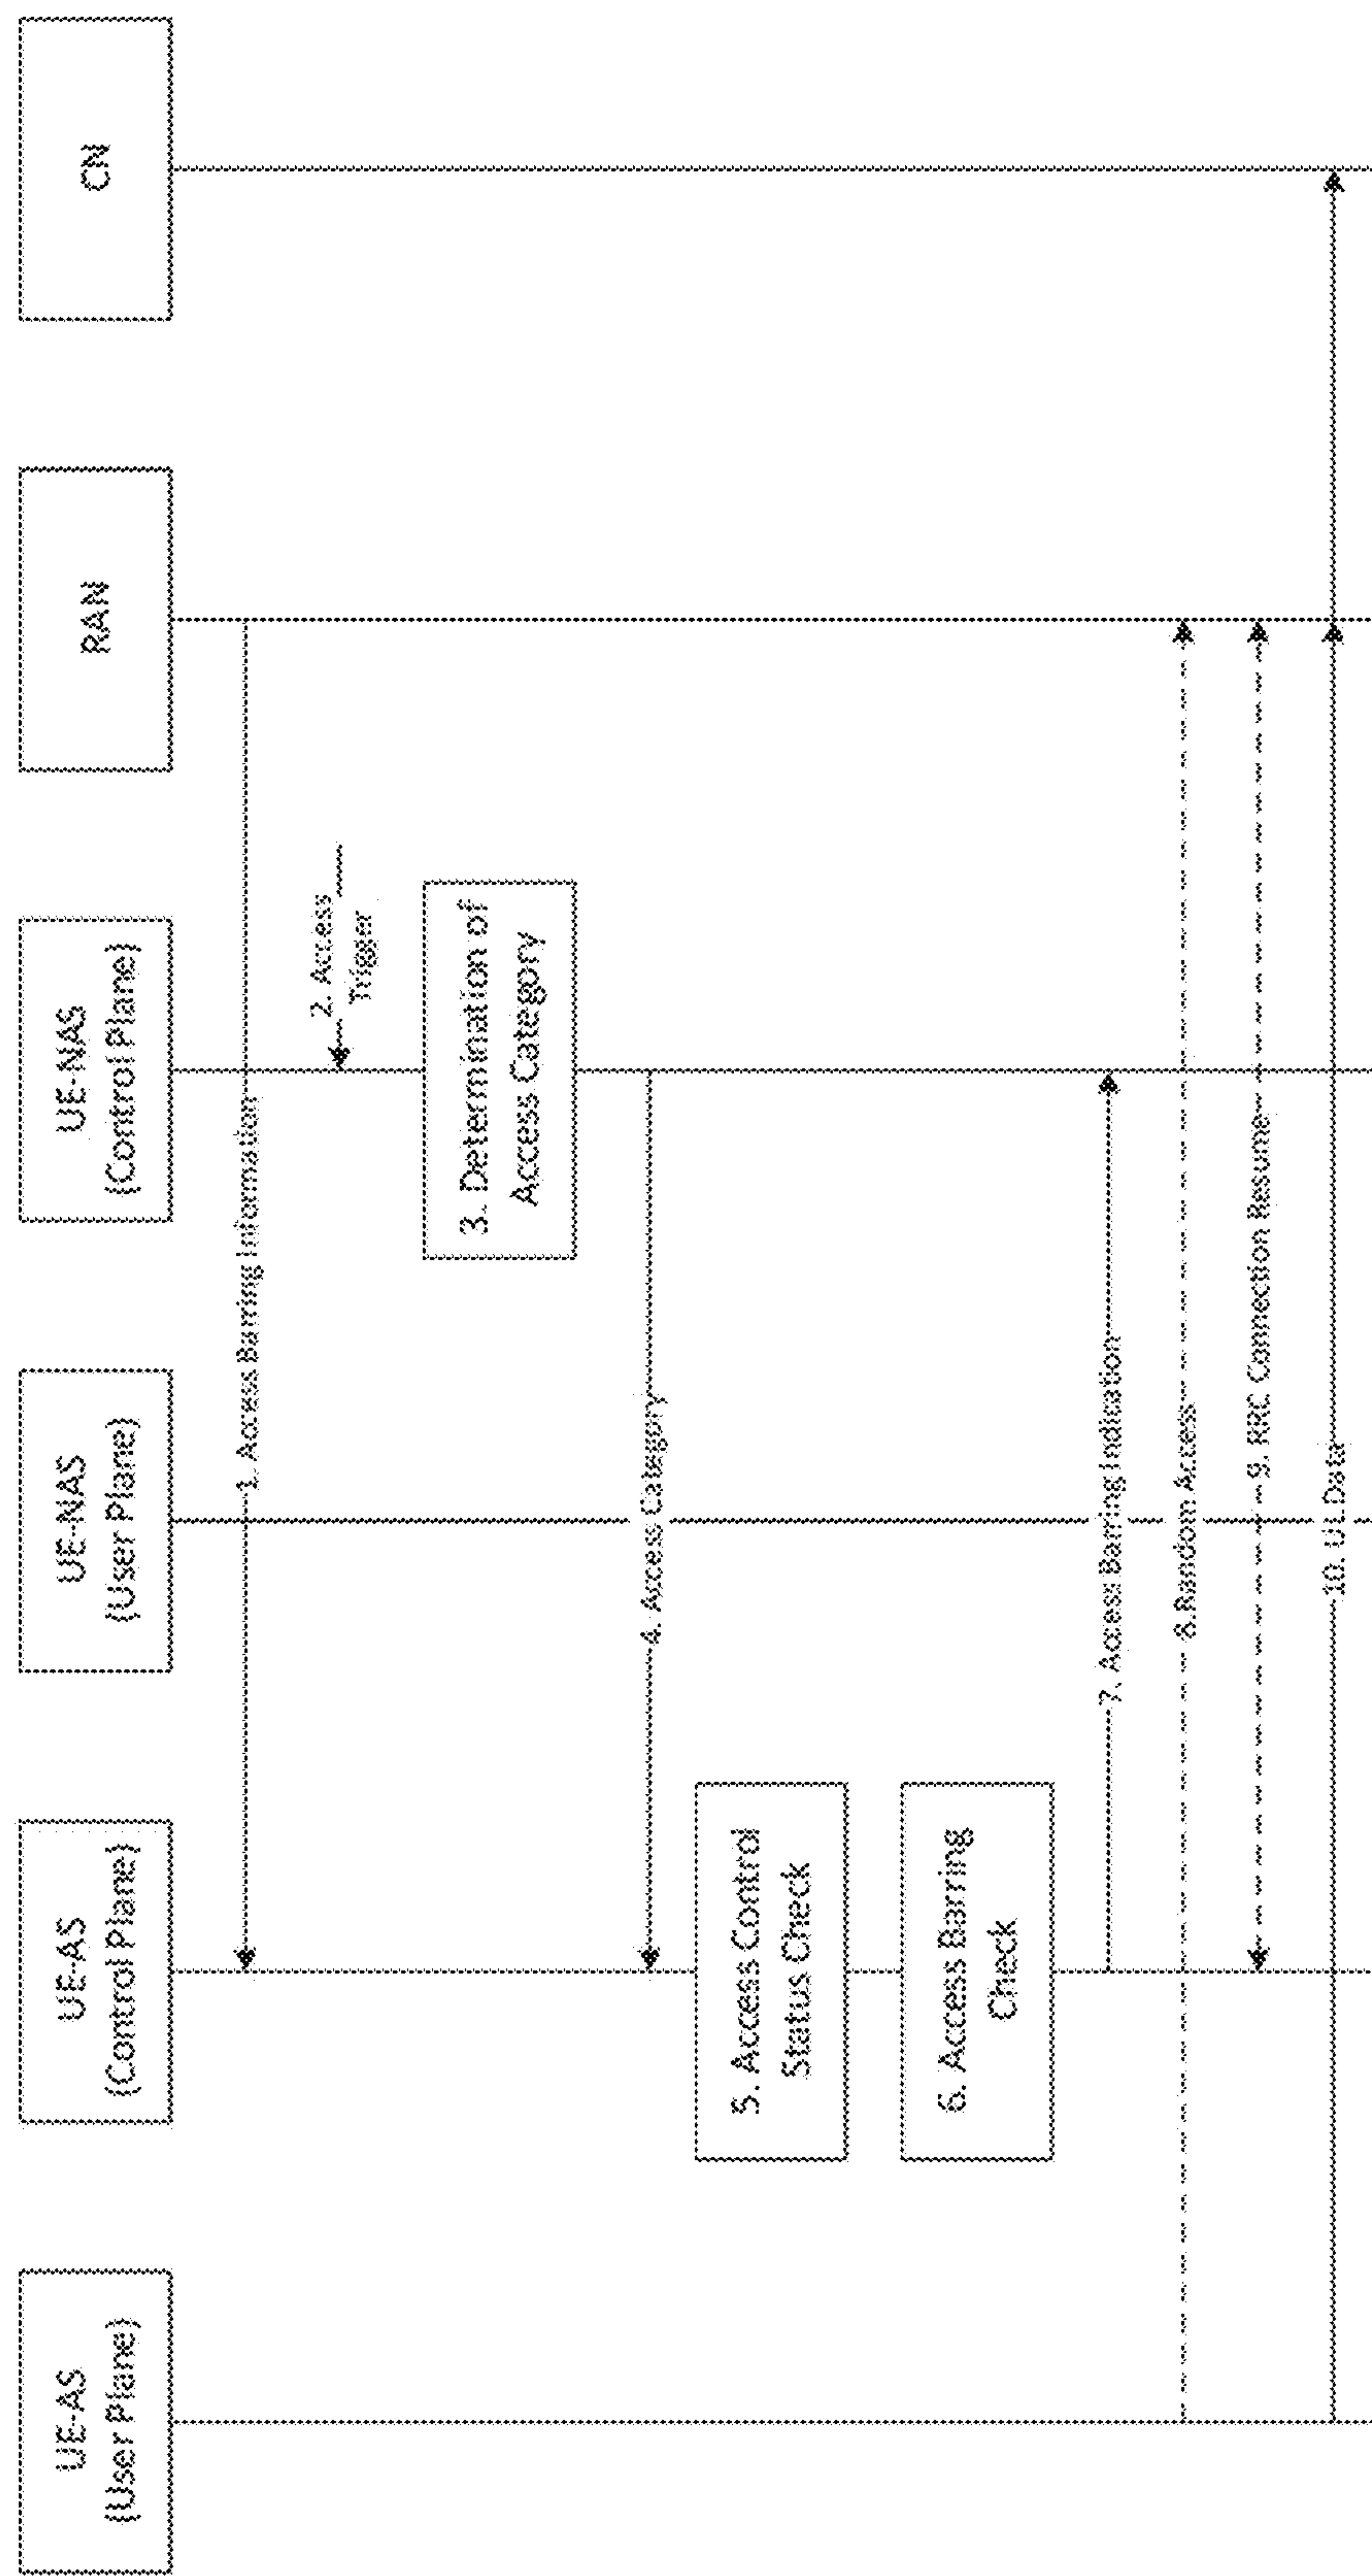 UE-AS
(User Plane)
UE-AS
(Control Plane)
UE-NAS
(User Plane)
UE-NAS
(Control Plane)
RAN
CN
1. Access Barring Information
2. Access
Trigger
3. Determination of
Access Category
4. Access Category
5. Access Control
Status Check
6. Access Barring
Check
7. Access Barring Indication
8.Random Access
9. RRC Connection Resume
10. UL Data